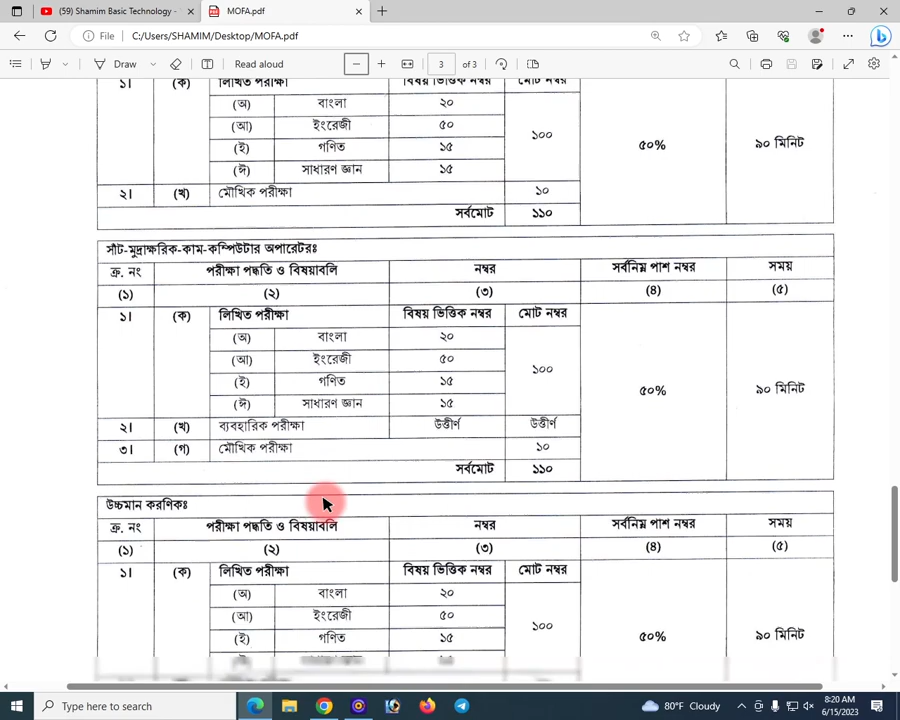 (59) Shamim Basic Technology -
MOFA.pdf
File C:/Users/SHAMIM/Desktop/MOFA.pdf
Draw Read aloud 3 of 3
১। (ক) লিখিত পরীক্ষা বিষয় ভিত্তিক নম্বর মোট নম্বর
(অ) বাংলা ২০
(আ) ইংরেজী ৫০
১০০
৫০% ৯০ মিনিট
(ই) গণিত ১৫
(ঈ) সাধারণ জ্ঞান ১৫
২। (খ) মৌখিক পরীক্ষা ১০
সর্বমোট ১১০
সাঁট-মুদ্রাক্ষরিক-কাম-কম্পিউটার অপারেটরঃ
ক্র. নং পরীক্ষা পদ্ধতি ও বিষয়াবলি নম্বর সর্বনিম্ন পাশ নম্বর সময়
(১) (২) (৩) (৪) (৫)
১। (ক) লিখিত পরীক্ষা বিষয় ভিত্তিক নম্বর মোট নম্বর
(অ) বাংলা ২০
(আ) ইংরেজী ৫০
১০০
(ই) গণিত ১৫
৫০% ৯০ মিনিট
(ঈ) সাধারণ জ্ঞান ১৫
২। (খ) ব্যবহারিক পরীক্ষা উত্তীর্ণ উত্তীর্ণ
৩। (গ) মৌখিক পরীক্ষা ১০
সর্বমোট ১১০
উচ্চমান করণিকঃ
ক্র. নং পরীক্ষা পদ্ধতি ও বিষয়াবলি নম্বর সর্বনিম্ন পাশ নম্বর সময়
(১) (২) (৩) (৪) (৫)
১। (ক) লিখিত পরীক্ষা বিষয় ভিত্তিক নম্বর মোট নম্বর
(অ) বাংলা ২০
(আ) ইংরেজী ৫০
১০০
(ই) গণিত ১৫
৫০% ৯০ মিনিট
Type here to search
80°F Cloudy
8:20 AM
6/15/2023